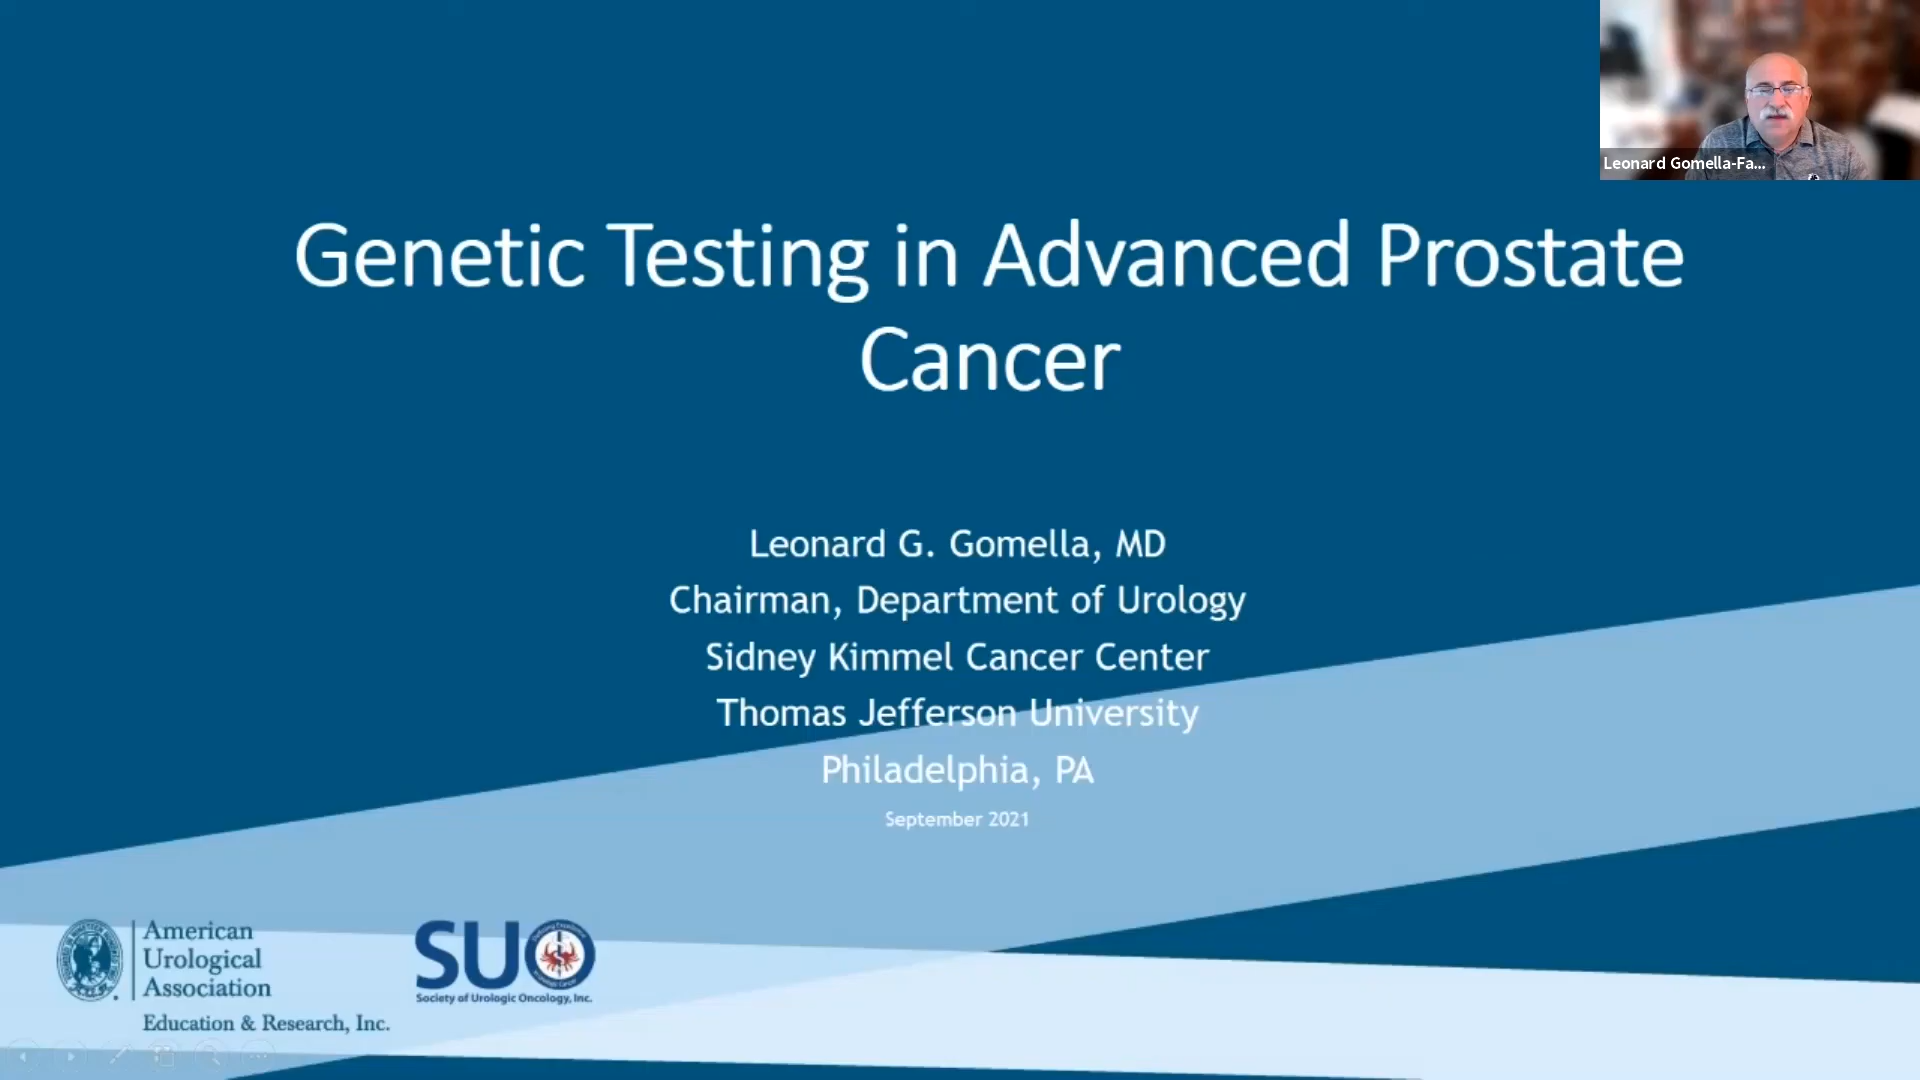 Leonard Gomella-Fa...
Genetic Testing in Advanced Prostate
Cancer
Leonard G. Gomella, MD
Chairman, Department of Urology
Sidney Kimmel Cancer Center
Thomas Jefferson University
Philadelphia, PA
September 2021
American
Urological
Association
Education & Research, Inc.
SUO
Society of Urologic Oncology, Inc.